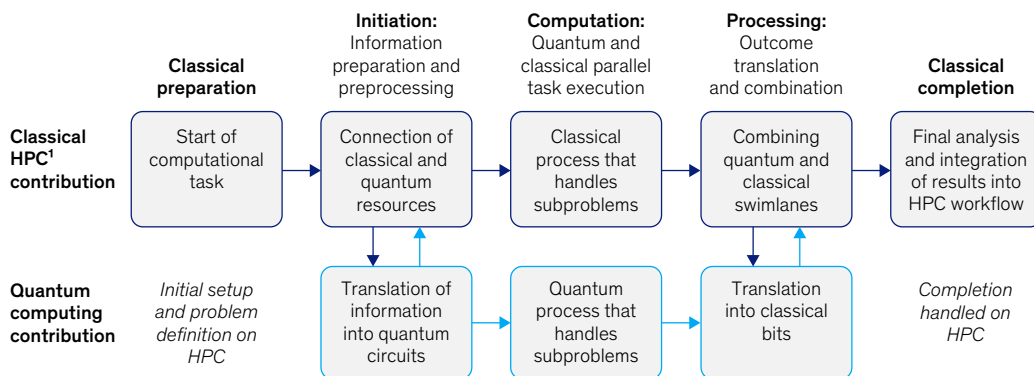 Classical
preparation
Initiation:
Information
preparation and
preprocessing
Computation:
Quantum and
classical parallel
task execution
Processing:
Outcome
translation
and combination
Classical
completion
Classical
HPC¹
contribution
Start of
computational
task
Connection of
classical and
quantum
resources
Classical
process that
handles
subproblems
Combining
quantum and
classical
swimlanes
Final analysis
and integration
of results into
HPC workflow
Quantum
computing
contribution
Initial setup
and problem
definition on
HPC
Translation of
information
into quantum
circuits
Quantum
process that
handles
subproblems
Translation
into classical
bits
Completion
handled on
HPC